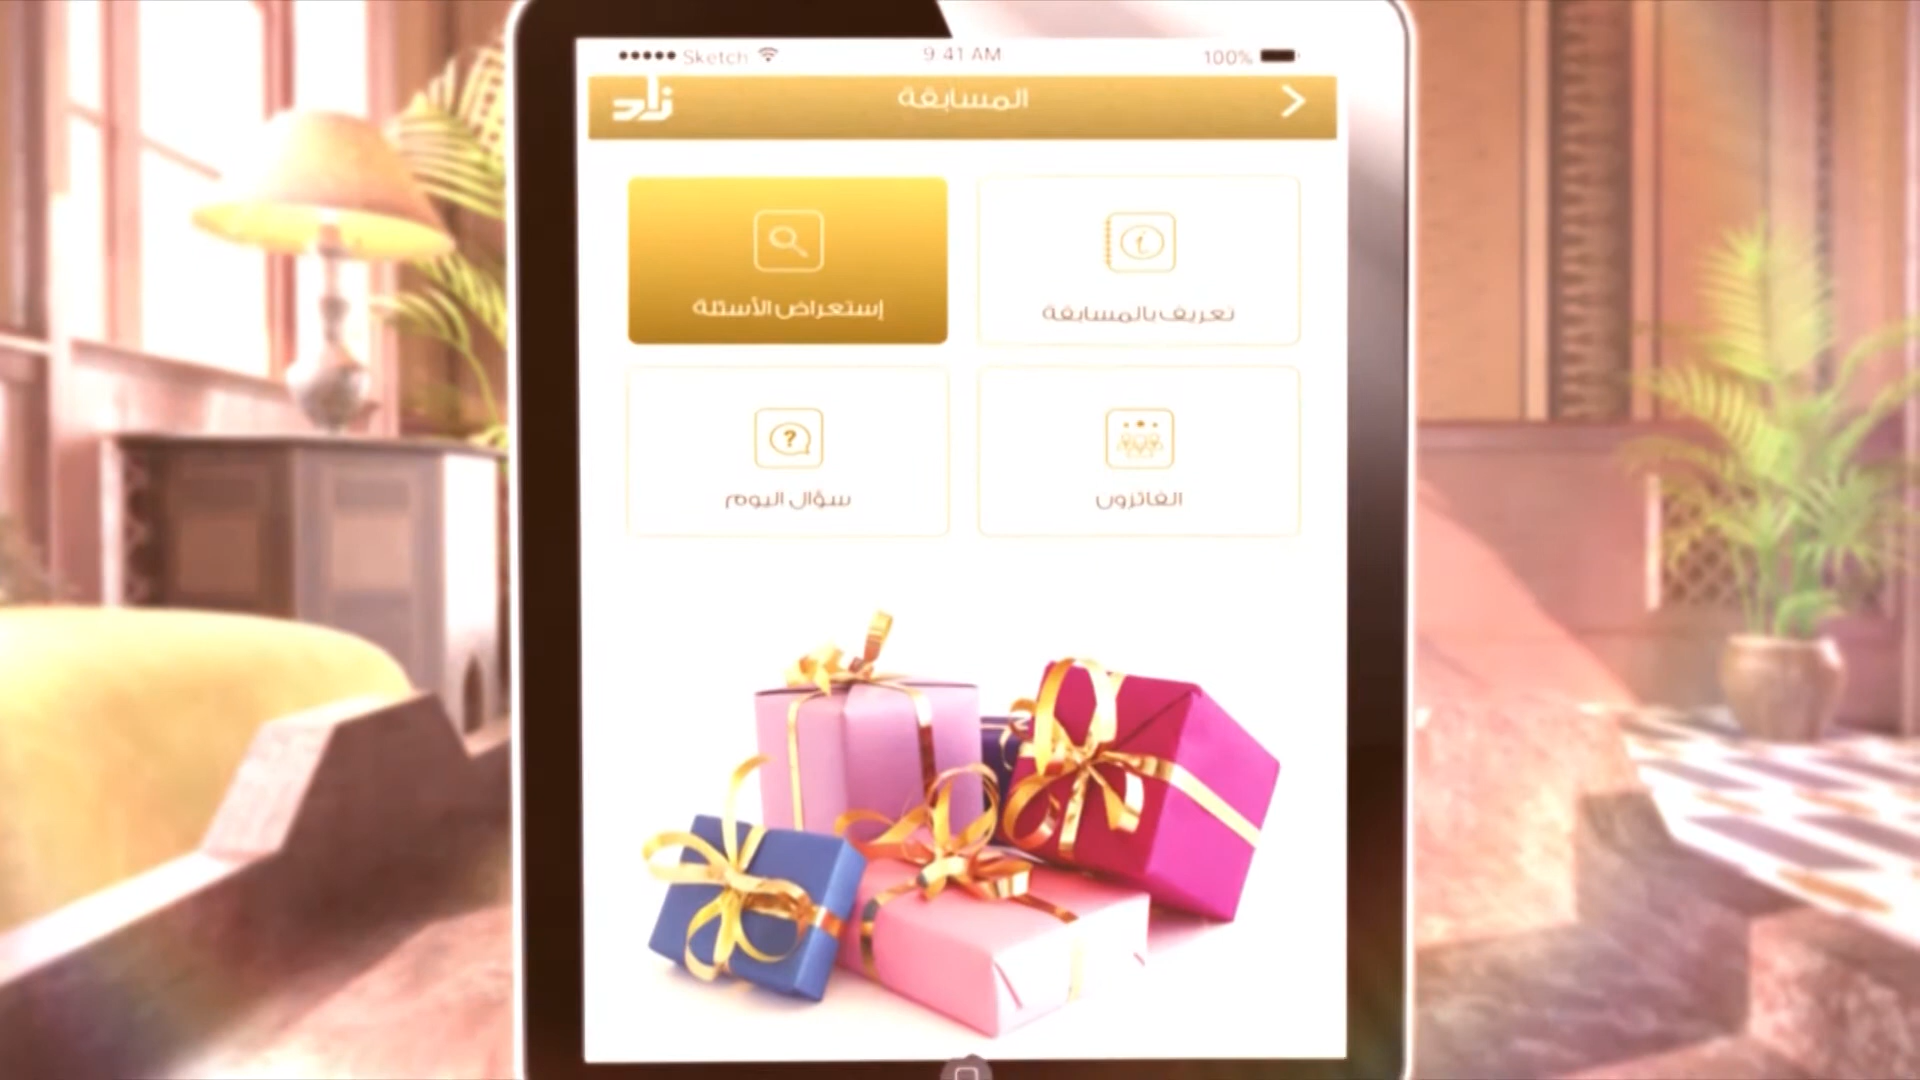 Sketch 9:41 AM 100%
زاد المسابقة
تعريف بالمسابقة إستعراض الأسئلة
الفائزون سؤال اليوم